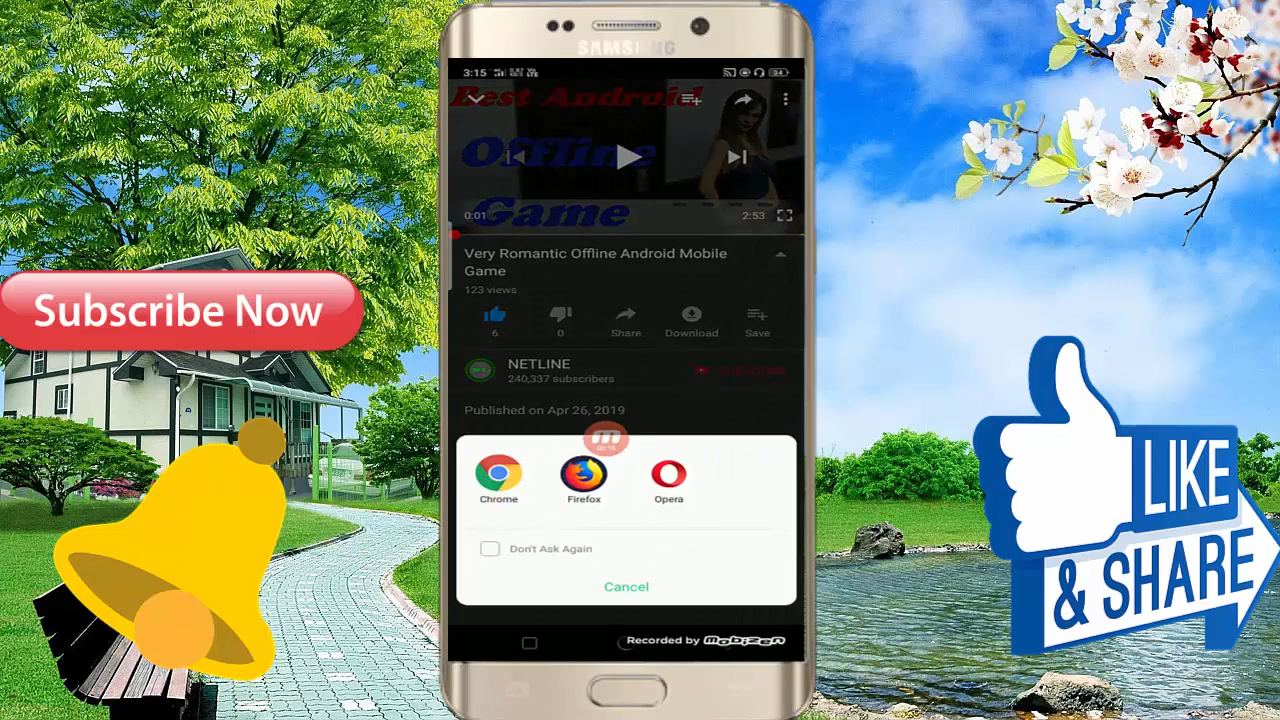 SAMSUNG
3:15
34
Best Android
Offline
Game
0:01
2:53
Very Romantic Offline Android Mobile
Game
123 views
6
0
Share
Download
Save
NETLINE
240,337 subscribers
Published on Apr 26, 2019
Chrome
Firefox
Opera
Don't Ask Again
Cancel
Recorded by mobizen
Subscribe Now
LIKE
& SHARE